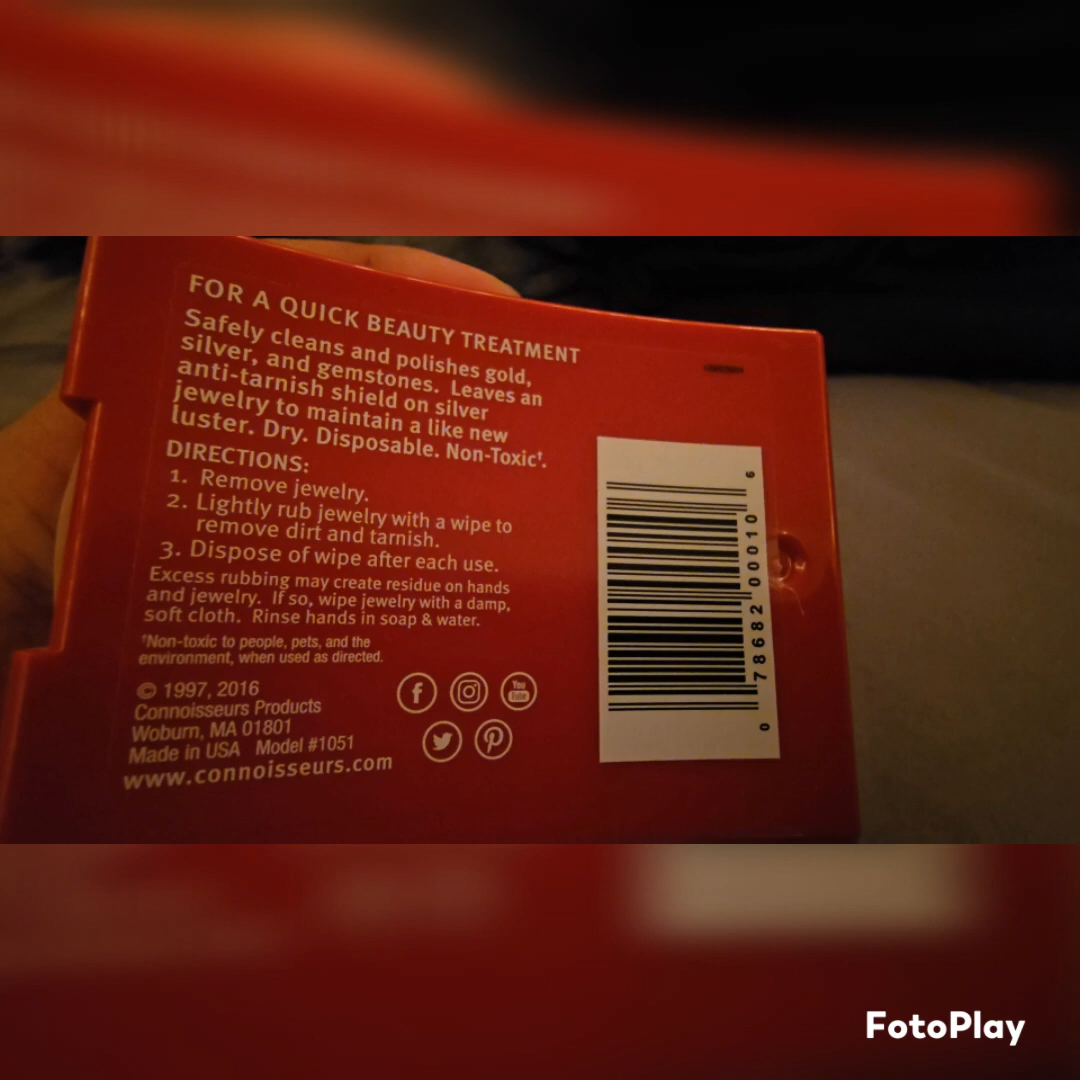 FOR A QUICK BEAUTY TREATMENT
Safely cleans and polishes gold,
silver, and gemstones. Leaves an
anti-tarnish shield on silver
jewelry to maintain a like new
luster. Dry. Disposable. Non-Toxic†.
DIRECTIONS:
1. Remove jewelry.
2. Lightly rub jewelry with a wipe to
remove dirt and tarnish.
3. Dispose of wipe after each use.
Excess rubbing may create residue on hands
and jewelry. If so, wipe jewelry with a damp,
soft cloth. Rinse hands in soap & water.
†Non-toxic to people, pets, and the
environment, when used as directed.
© 1997, 2016
Connoisseurs Products
Woburn, MA 01801
Made in USA Model #1051
www.connoisseurs.com
You
Tube
0 78682 00010 6
FotoPlay